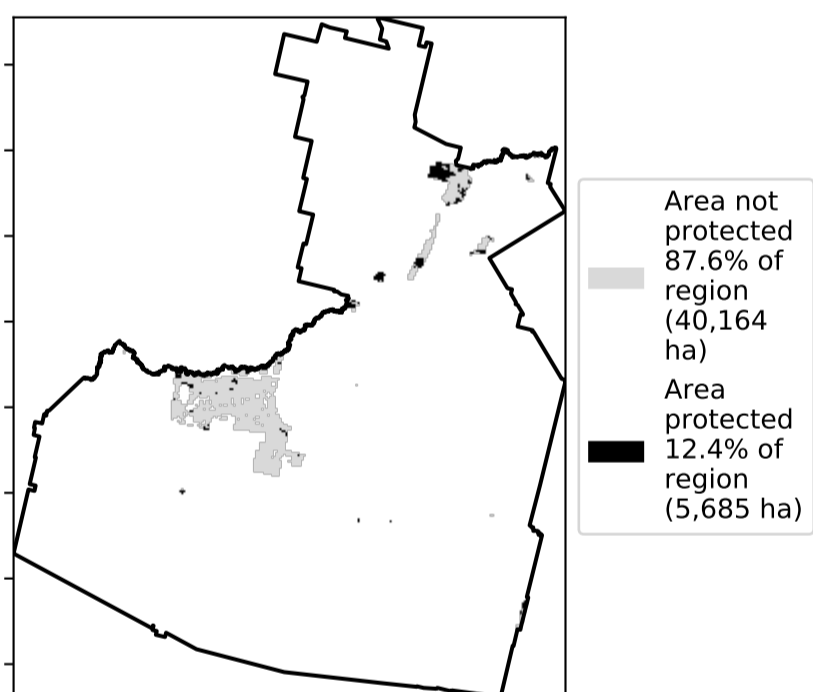 Area not
protected
87.6% of
region
(40,164
ha)
Area
protected
12.4% of
region
(5,685 ha)